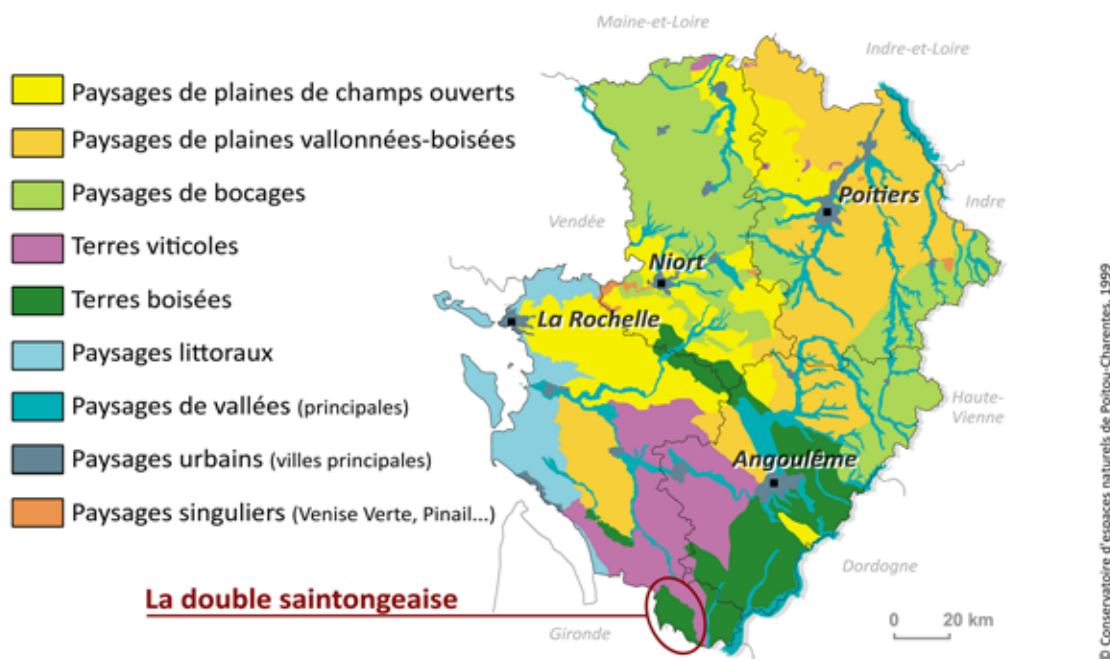 Maine-et-Loire
Indre-et-Loire
Paysages de plaines de champs ouverts
Paysages de plaines vallonnées-boisées
Paysages de bocages
Terres viticoles
Terres boisées
Paysages littoraux
Paysages de vallées (principales)
Paysages urbains (villes principales)
Paysages singuliers (Venise Verte, Pinail...)
Poitiers
Indre
Vendée
Niort
La Rochelle
Haute-
Vienne
Angoulême
Dordogne
La double saintongeaise
Gironde
0 20 km
© Conservatoire d'espaces naturels de Poitou-Charentes, 1999